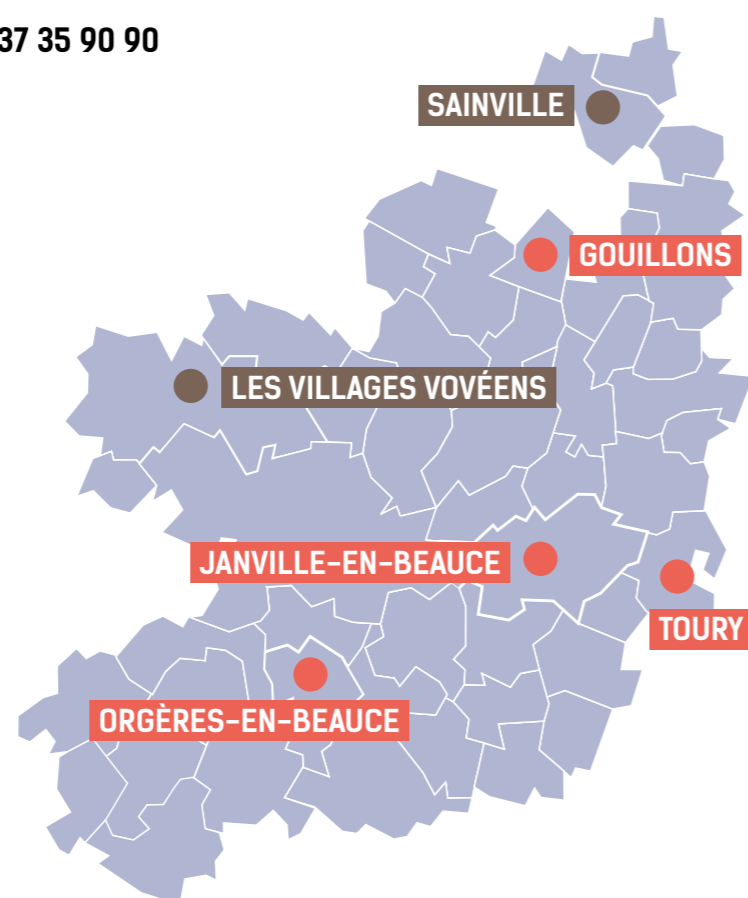 37 35 90 90
SAINVILLE
GOUILLONS
LES VILLAGES VOVÉENS
JANVILLE-EN-BEAUCE
TOURY
ORGÈRES-EN-BEAUCE